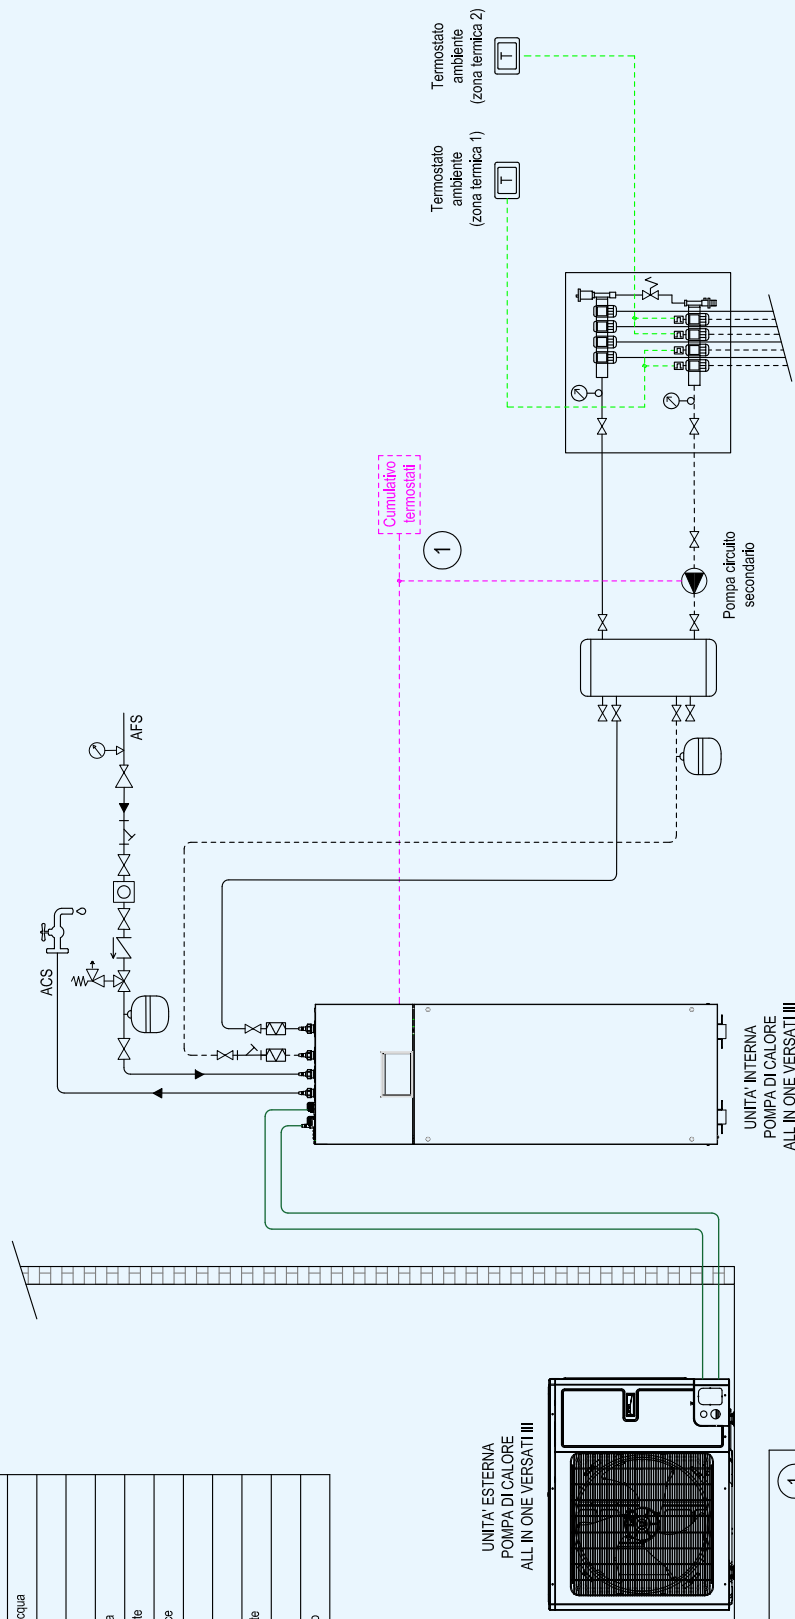 Termostato
ambiente
(zona termica 2)
T
Termostato
ambiente
(zona termica 1)
T
Cumulativo
termostati
1
Pompa circuito
secondario
AFS
ACS
UNITA' INTERNA
POMPA DI CALORE
ALL IN ONE VERSATI III
UNITA' ESTERNA
POMPA DI CALORE
ALL IN ONE VERSATI III
1